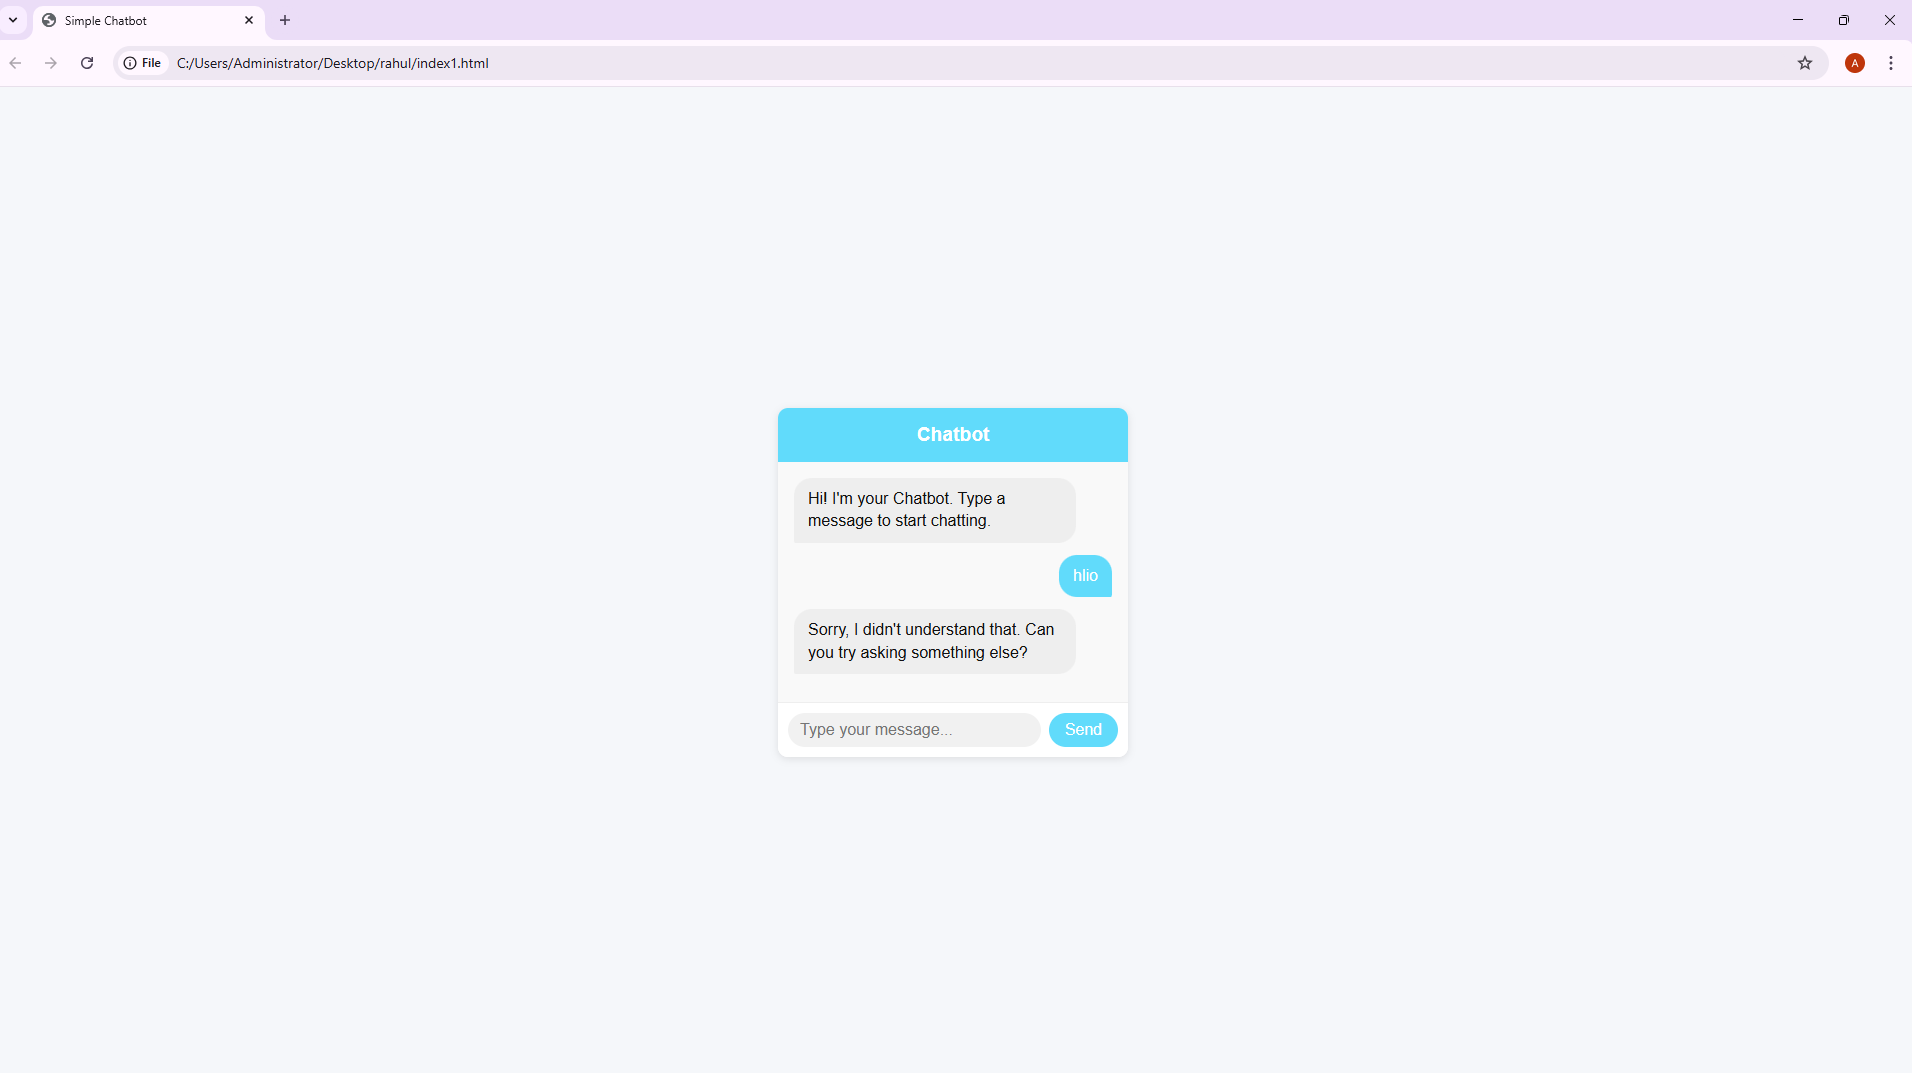 Simple Chatbot
File C:/Users/Administrator/Desktop/rahul/index1.html
A
Chatbot
Hi! I'm your Chatbot. Type a
message to start chatting.
hlio
Sorry, I didn't understand that. Can
you try asking something else?
Type your message...
Send